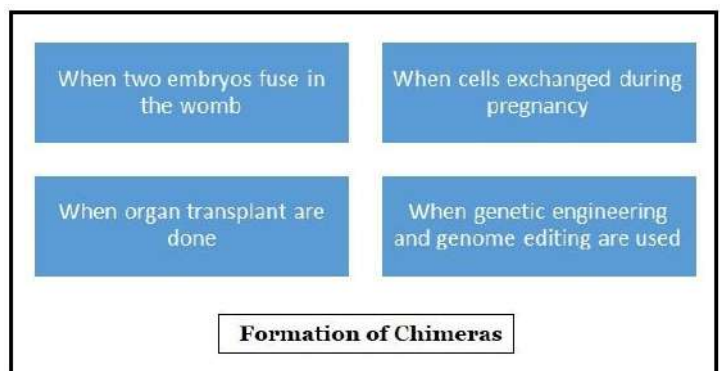 When two embryos fuse in
the womb
When cells exchanged during
pregnancy
When organ transplant are
done
When genetic engineering
and genome editing are used
Formation of Chimeras